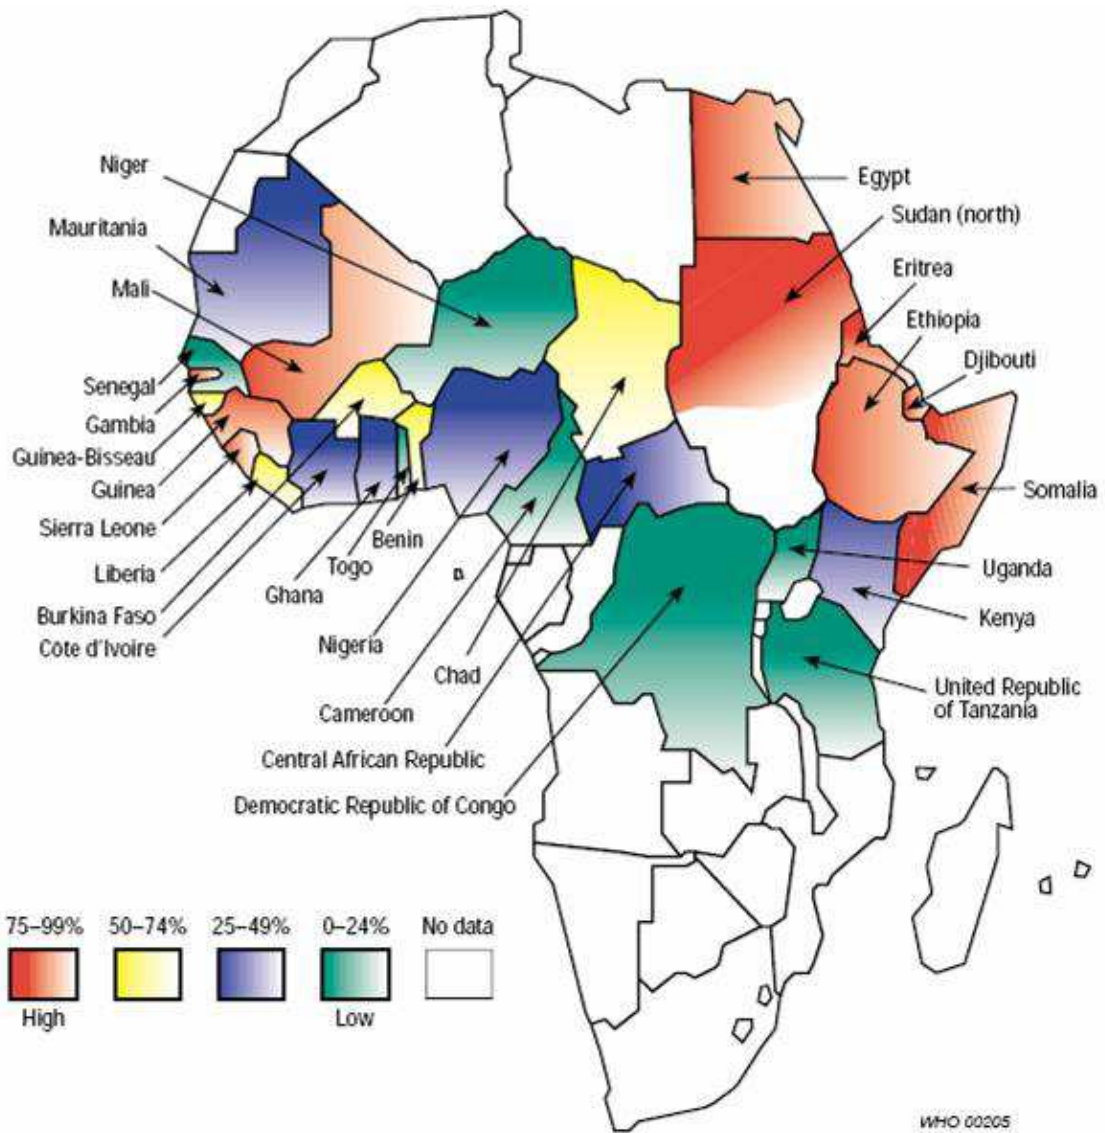 Niger
Mauritania
Mali
Senegal
Gambia
Guinea-Bisseau
Guinea
Sierra Leone
Liberia
Burkina Faso
Côte d'Ivoire
Ghana
Togo
Benin
Nigeria
Cameroon
Chad
Central African Republic
Democratic Republic of Congo
Egypt
Sudan (north)
Eritrea
Ethiopia
Djibouti
Somalia
Uganda
Kenya
United Republic
of Tanzania
75–99% 50–74% 25–49% 0–24% No data
High Low
WHO 00205